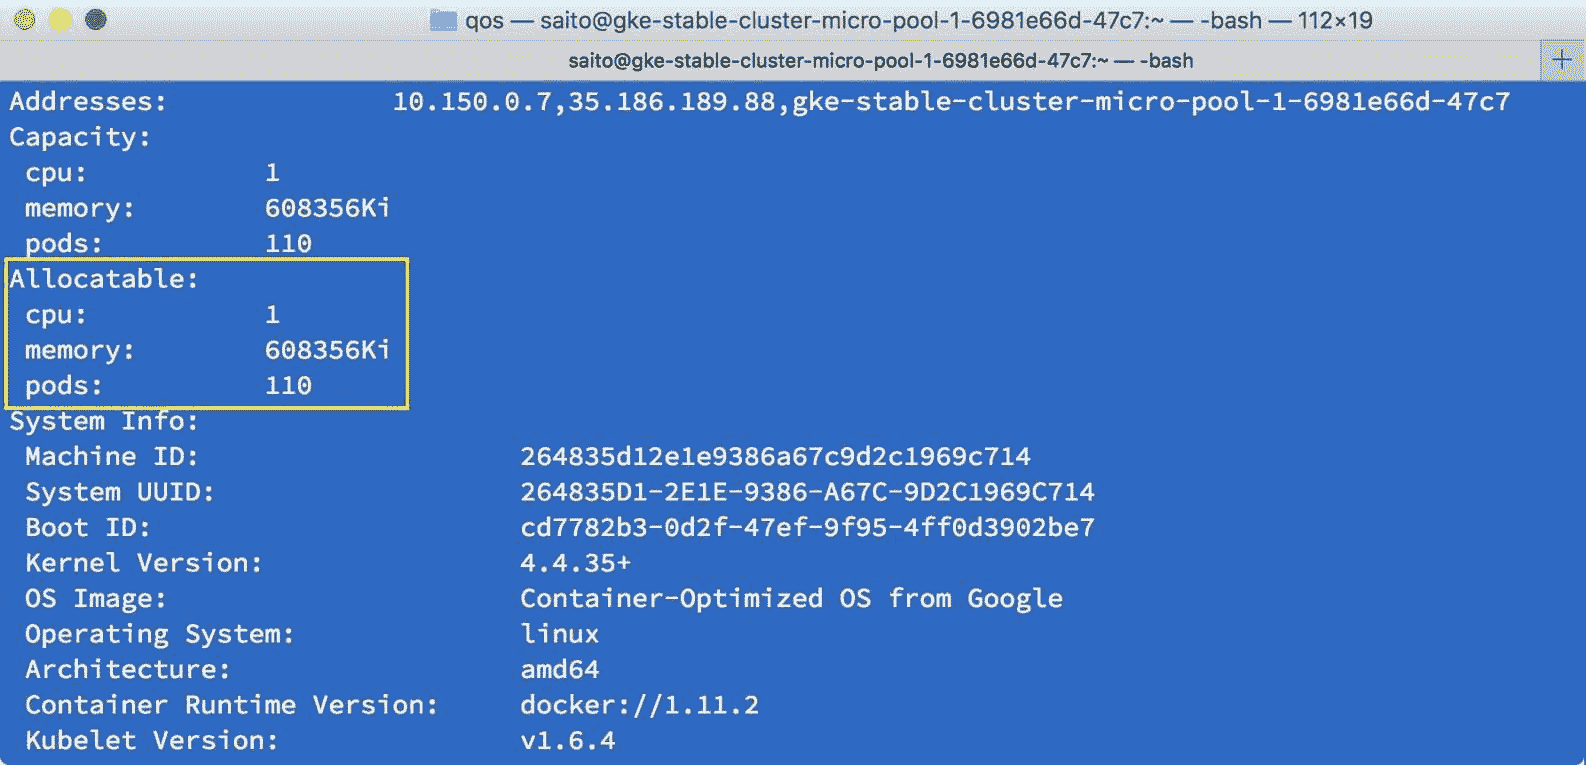 qos — saito@gke-stable-cluster-micro-pool-1-6981e66d-47c7:~ — -bash — 112×19
saito@gke-stable-cluster-micro-pool-1-6981e66d-47c7:~ — -bash
+
Addresses: 10.150.0.7,35.186.189.88,gke-stable-cluster-micro-pool-1-6981e66d-47c7
Capacity:
cpu: 1
memory: 608356Ki
pods: 110
Allocatable:
cpu: 1
memory: 608356Ki
pods: 110
System Info:
Machine ID: 264835d12e1e9386a67c9d2c1969c714
System UUID: 264835D1-2E1E-9386-A67C-9D2C1969C714
Boot ID: cd7782b3-0d2f-47ef-9f95-4ff0d3902be7
Kernel Version: 4.4.35+
OS Image: Container-Optimized OS from Google
Operating System: linux
Architecture: amd64
Container Runtime Version: docker://1.11.2
Kubelet Version: v1.6.4